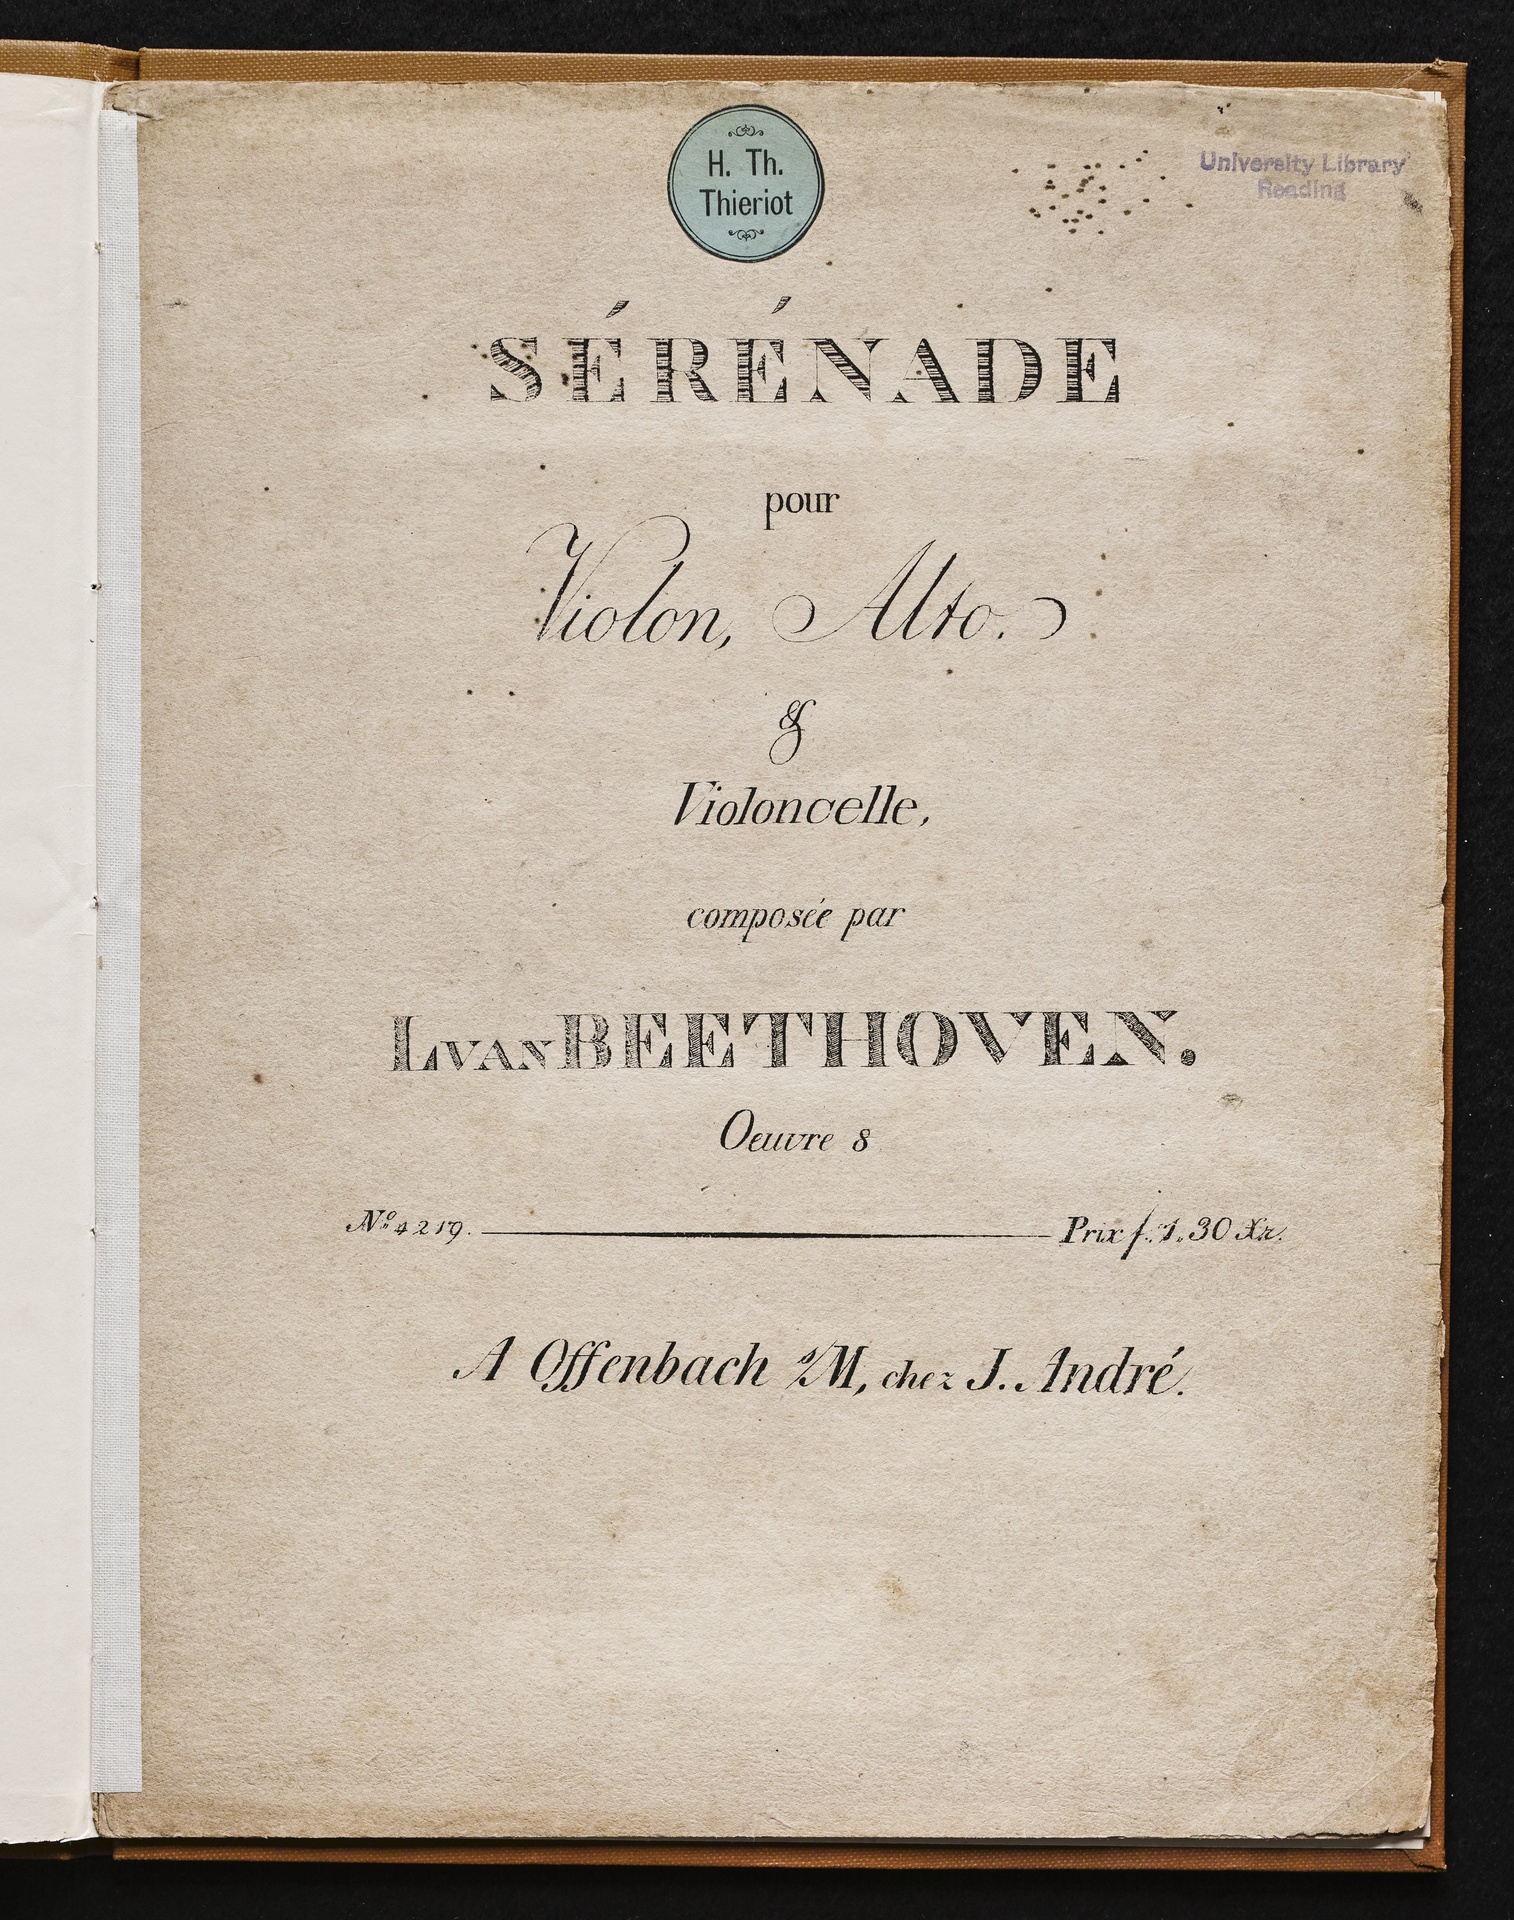 H. Th.
Thieriot
University Library
Reading
SÉRÉNADE
pour
Violon, Alto.
&
Violoncelle,
composée par
L VAN BEETHOVEN.
Oeuvre 8
No. 4219. Prix f. 1. 30 Xr.
A Offenbach s/M, chez J. André.